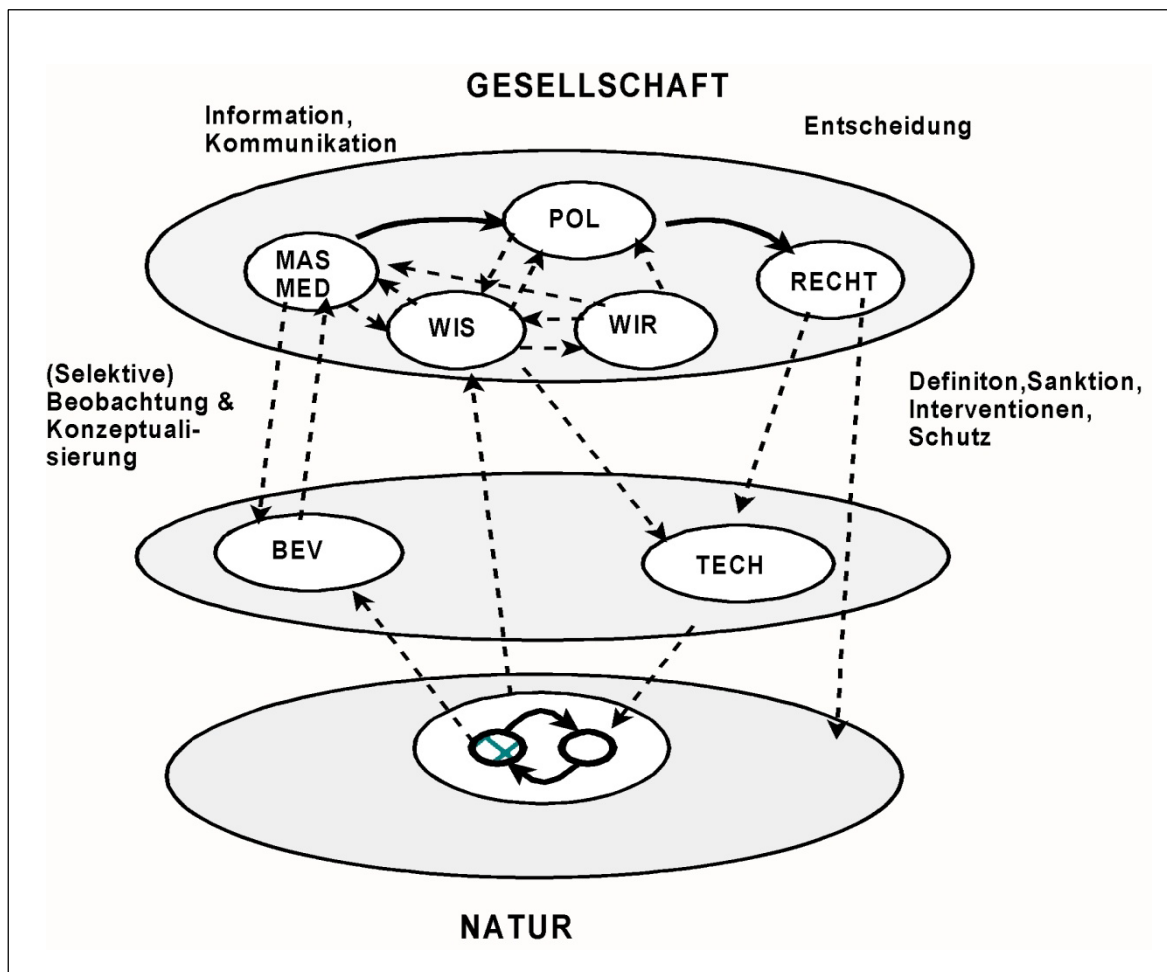 GESELLSCHAFT
Information,
Kommunikation
Entscheidung
POL
MAS
MED
RECHT
WIS
WIR
(Selektive)
Beobachtung &
Konzeptuali-
sierung
Definiton,Sanktion,
Interventionen,
Schutz
BEV
TECH
NATUR